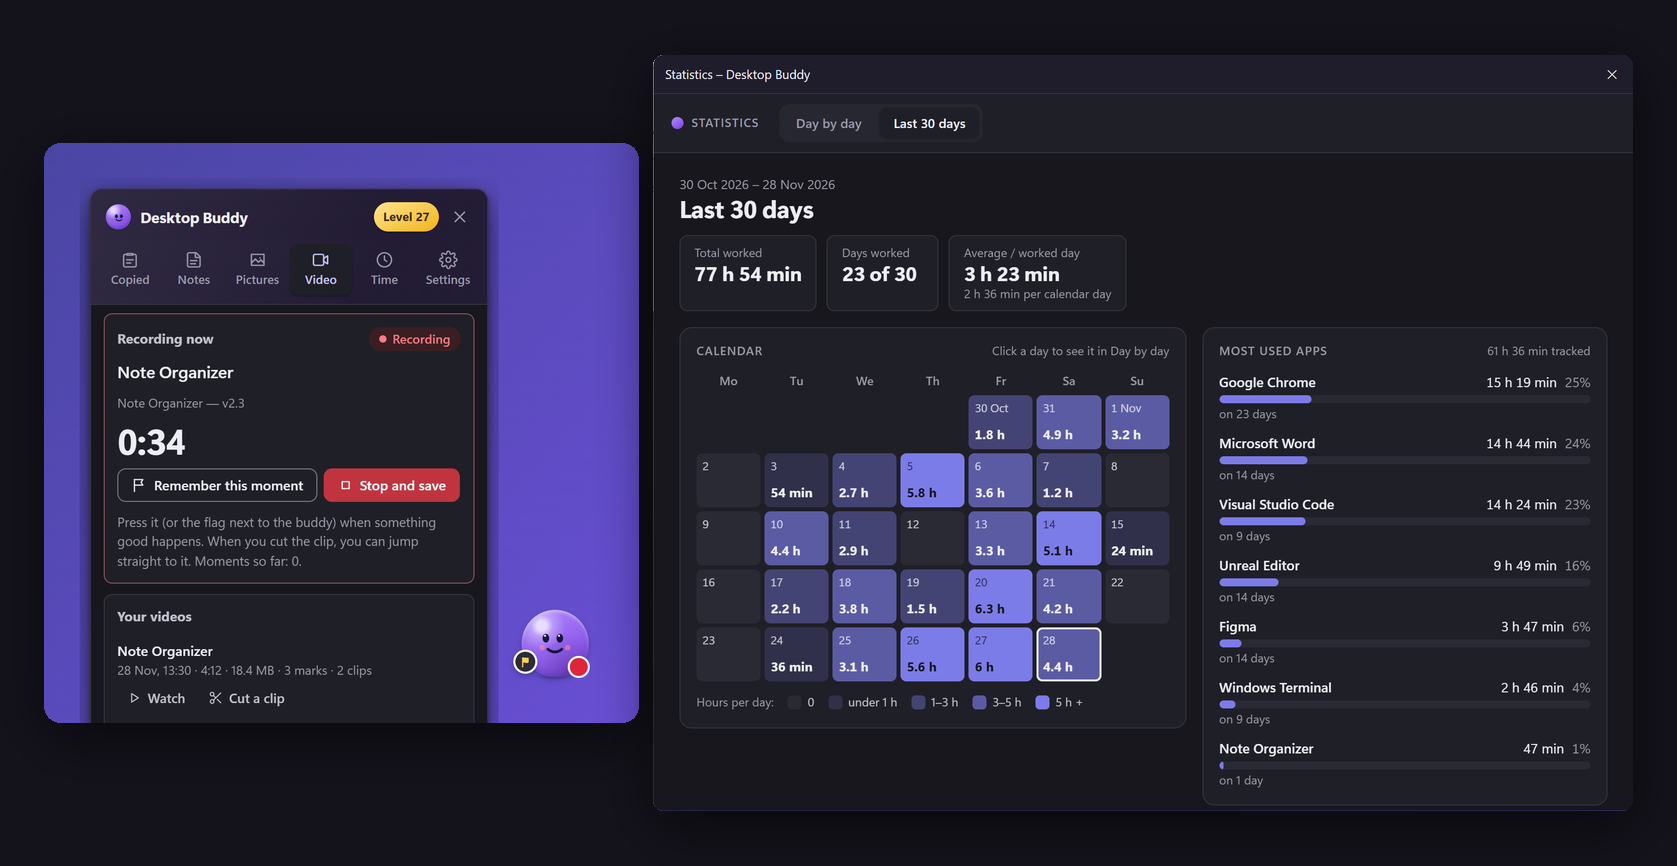 Desktop Buddy
Level 27
Copied
Notes
Pictures
Video
Time
Settings
Recording now
Recording
Note Organizer
Note Organizer — v2.3
0:34
Remember this moment
Stop and save
Press it (or the flag next to the buddy) when something
good happens. When you cut the clip, you can jump
straight to it. Moments so far: 0.
Your videos
Note Organizer
28 Nov, 13:30 · 4:12 · 18.4 MB · 3 marks · 2 clips
Watch
Cut a clip
Statistics – Desktop Buddy
STATISTICS
Day by day
Last 30 days
30 Oct 2026 – 28 Nov 2026
Last 30 days
Total worked
77 h 54 min
Days worked
23 of 30
Average / worked day
3 h 23 min
2 h 36 min per calendar day
CALENDAR
Click a day to see it in Day by day
Mo Tu We Th Fr Sa Su
30 Oct 31 1 Nov
1.8 h 4.9 h 3.2 h
2 3 4 5 6 7 8
54 min 2.7 h 5.8 h 3.6 h 1.2 h
9 10 11 12 13 14 15
4.4 h 2.9 h 3.3 h 5.1 h 24 min
16 17 18 19 20 21 22
2.2 h 3.8 h 1.5 h 6.3 h 4.2 h
23 24 25 26 27 28
36 min 3.1 h 5.6 h 6 h 4.4 h
Hours per day: 0 under 1 h 1–3 h 3–5 h 5 h +
MOST USED APPS
61 h 36 min tracked
Google Chrome 15 h 19 min 25%
on 23 days
Microsoft Word 14 h 44 min 24%
on 14 days
Visual Studio Code 14 h 24 min 23%
on 9 days
Unreal Editor 9 h 49 min 16%
on 14 days
Figma 3 h 47 min 6%
on 14 days
Windows Terminal 2 h 46 min 4%
on 9 days
Note Organizer 47 min 1%
on 1 day